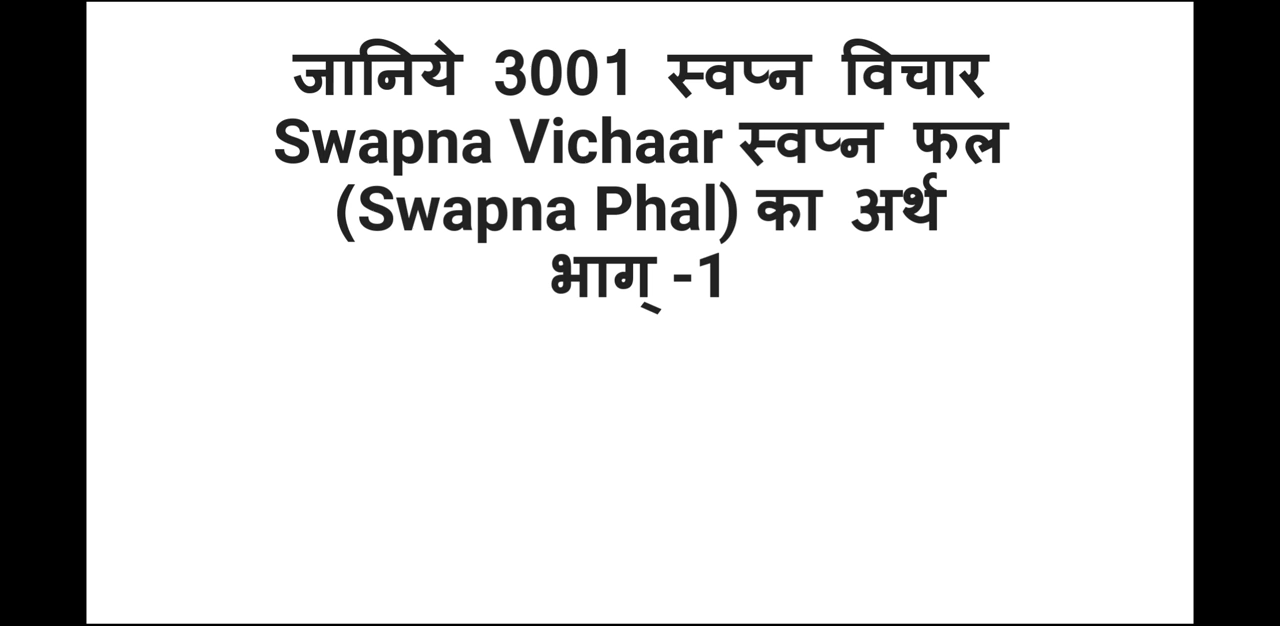 जानिये 3001 स्वप्न विचार
Swapna Vichaar स्वप्न फल
(Swapna Phal) का अर्थ
भाग् -1